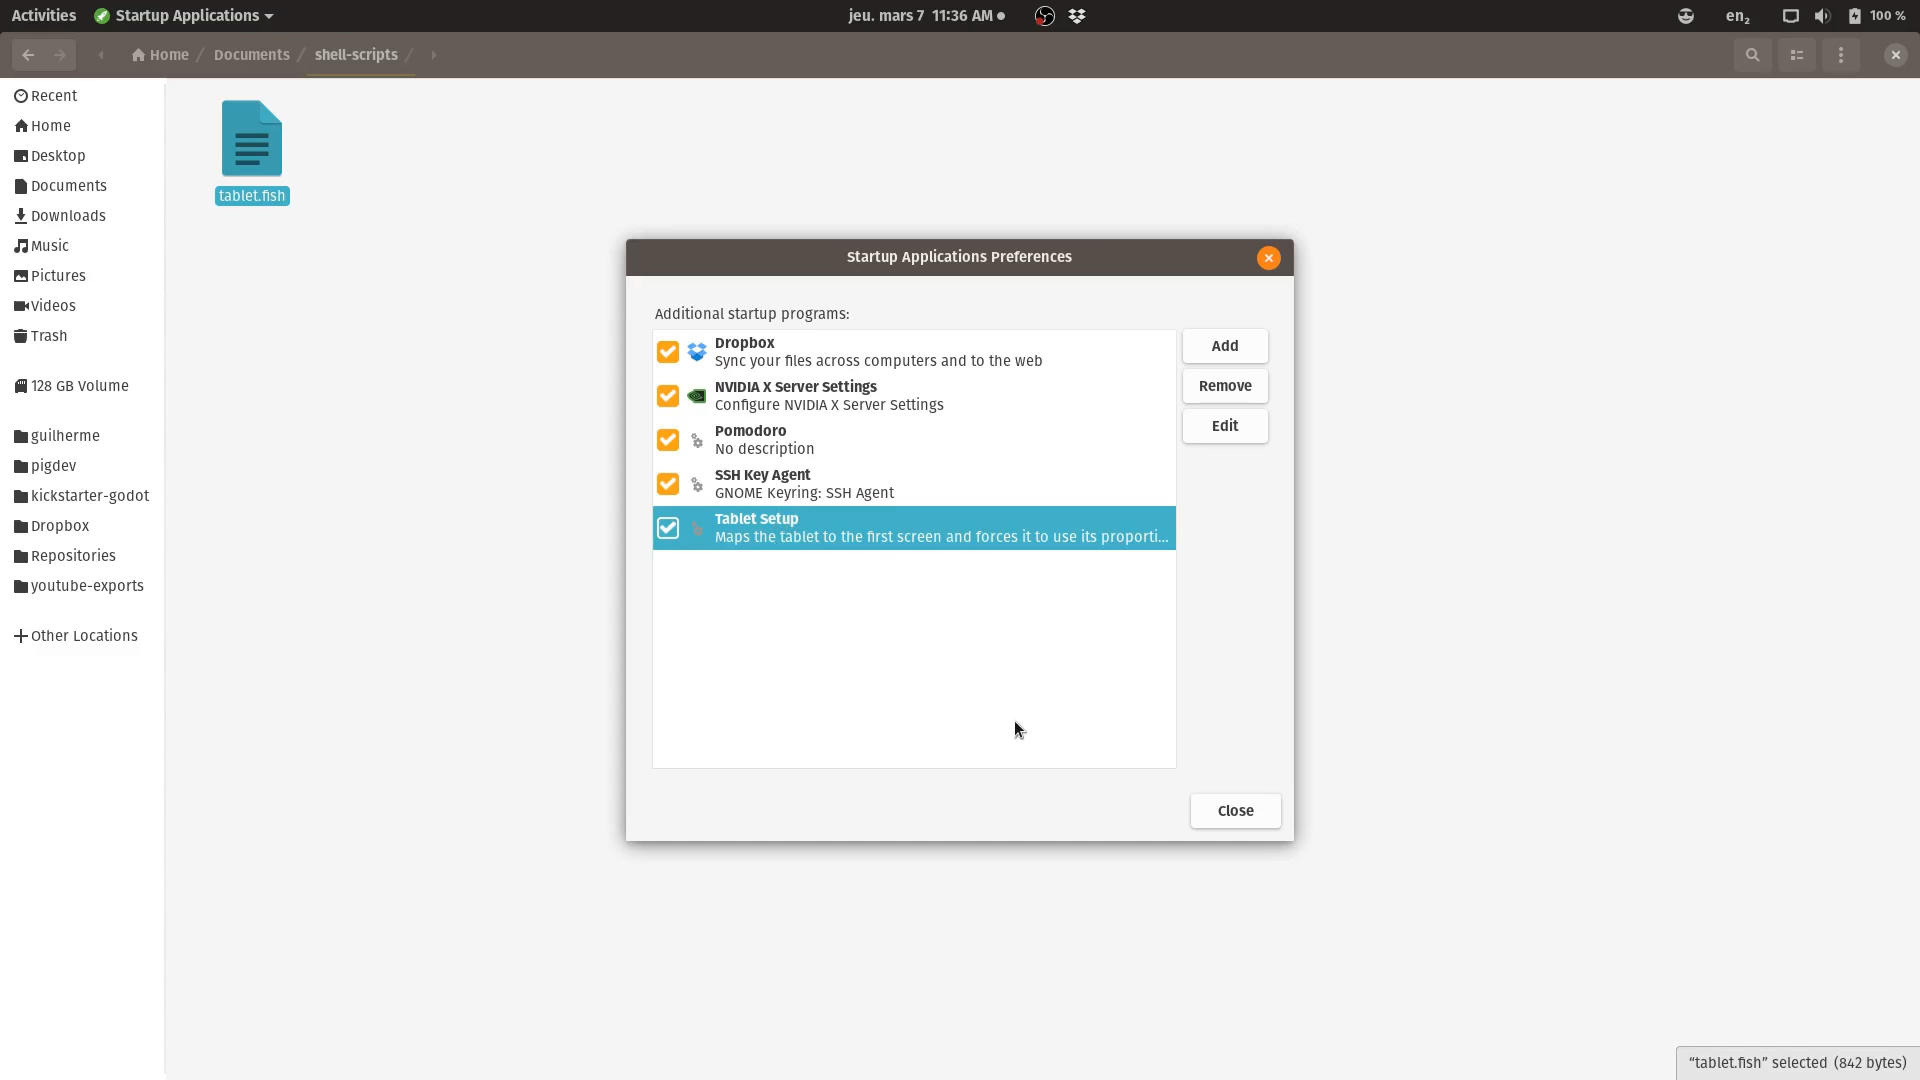 Activities
Startup Applications
jeu. mars 7 11:36 AM
en₂
100 %
Home / Documents / shell-scripts /
Recent
Home
Desktop
Documents
Downloads
Music
Pictures
Videos
Trash
128 GB Volume
guilherme
pigdev
kickstarter-godot
Dropbox
Repositories
youtube-exports
Other Locations
tablet.fish
Startup Applications Preferences
Additional startup programs:
Dropbox
Sync your files across computers and to the web
NVIDIA X Server Settings
Configure NVIDIA X Server Settings
Pomodoro
No description
SSH Key Agent
GNOME Keyring: SSH Agent
Tablet Setup
Maps the tablet to the first screen and forces it to use its proporti...
Add
Remove
Edit
Close
“tablet.fish” selected (842 bytes)